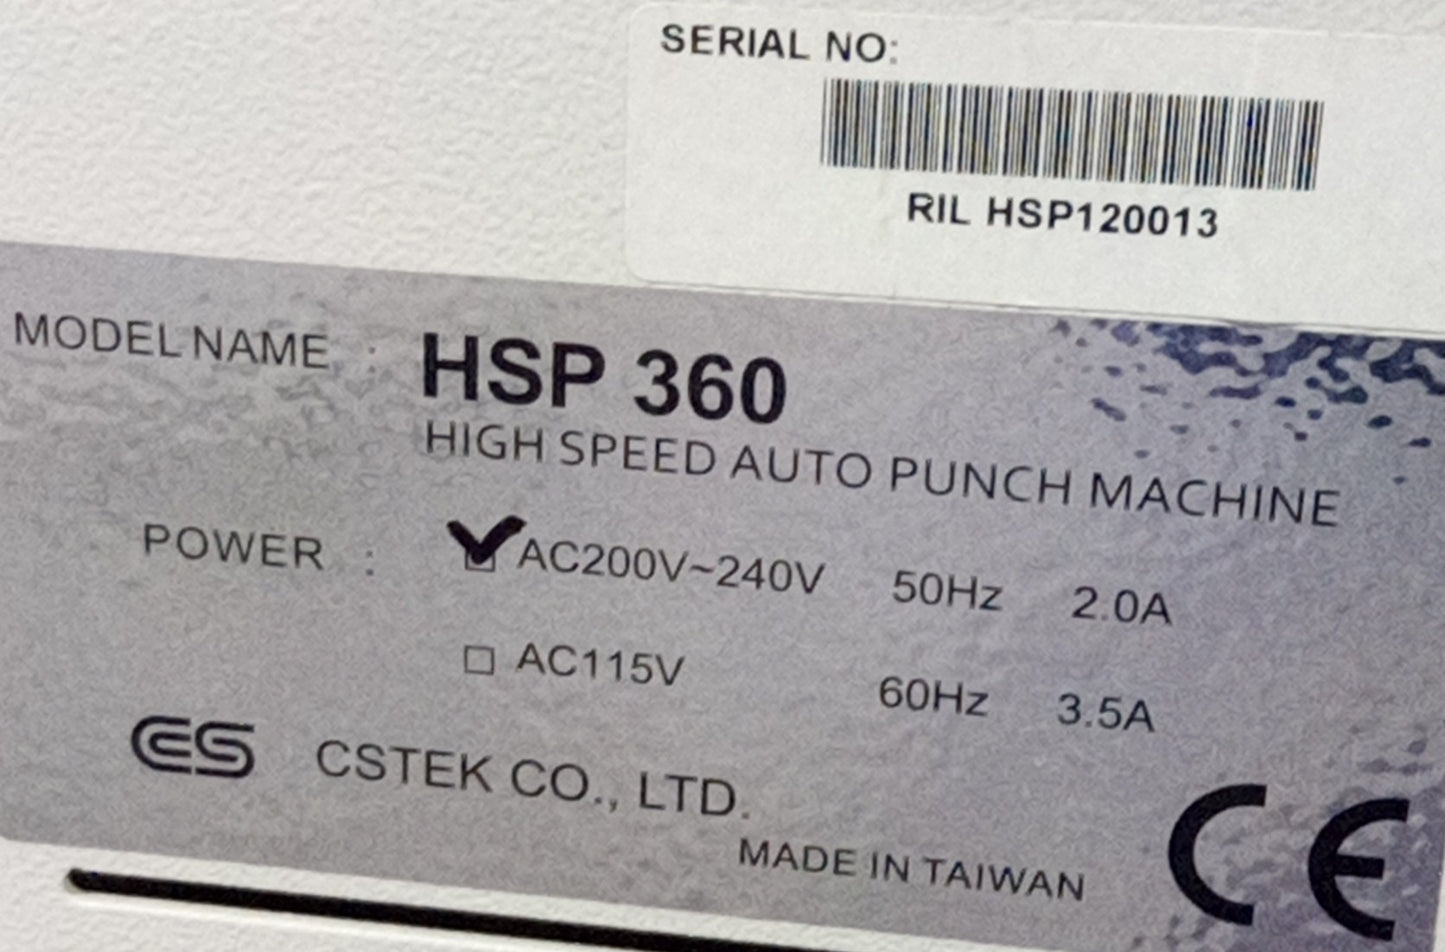 SERIAL NO:
RIL HSP120013
MODEL NAME : HSP 360
HIGH SPEED AUTO PUNCH MACHINE
POWER : AC200V~240V 50Hz 2.0A
AC115V 60Hz 3.5A
CS CSTEK CO., LTD.
MADE IN TAIWAN
CE